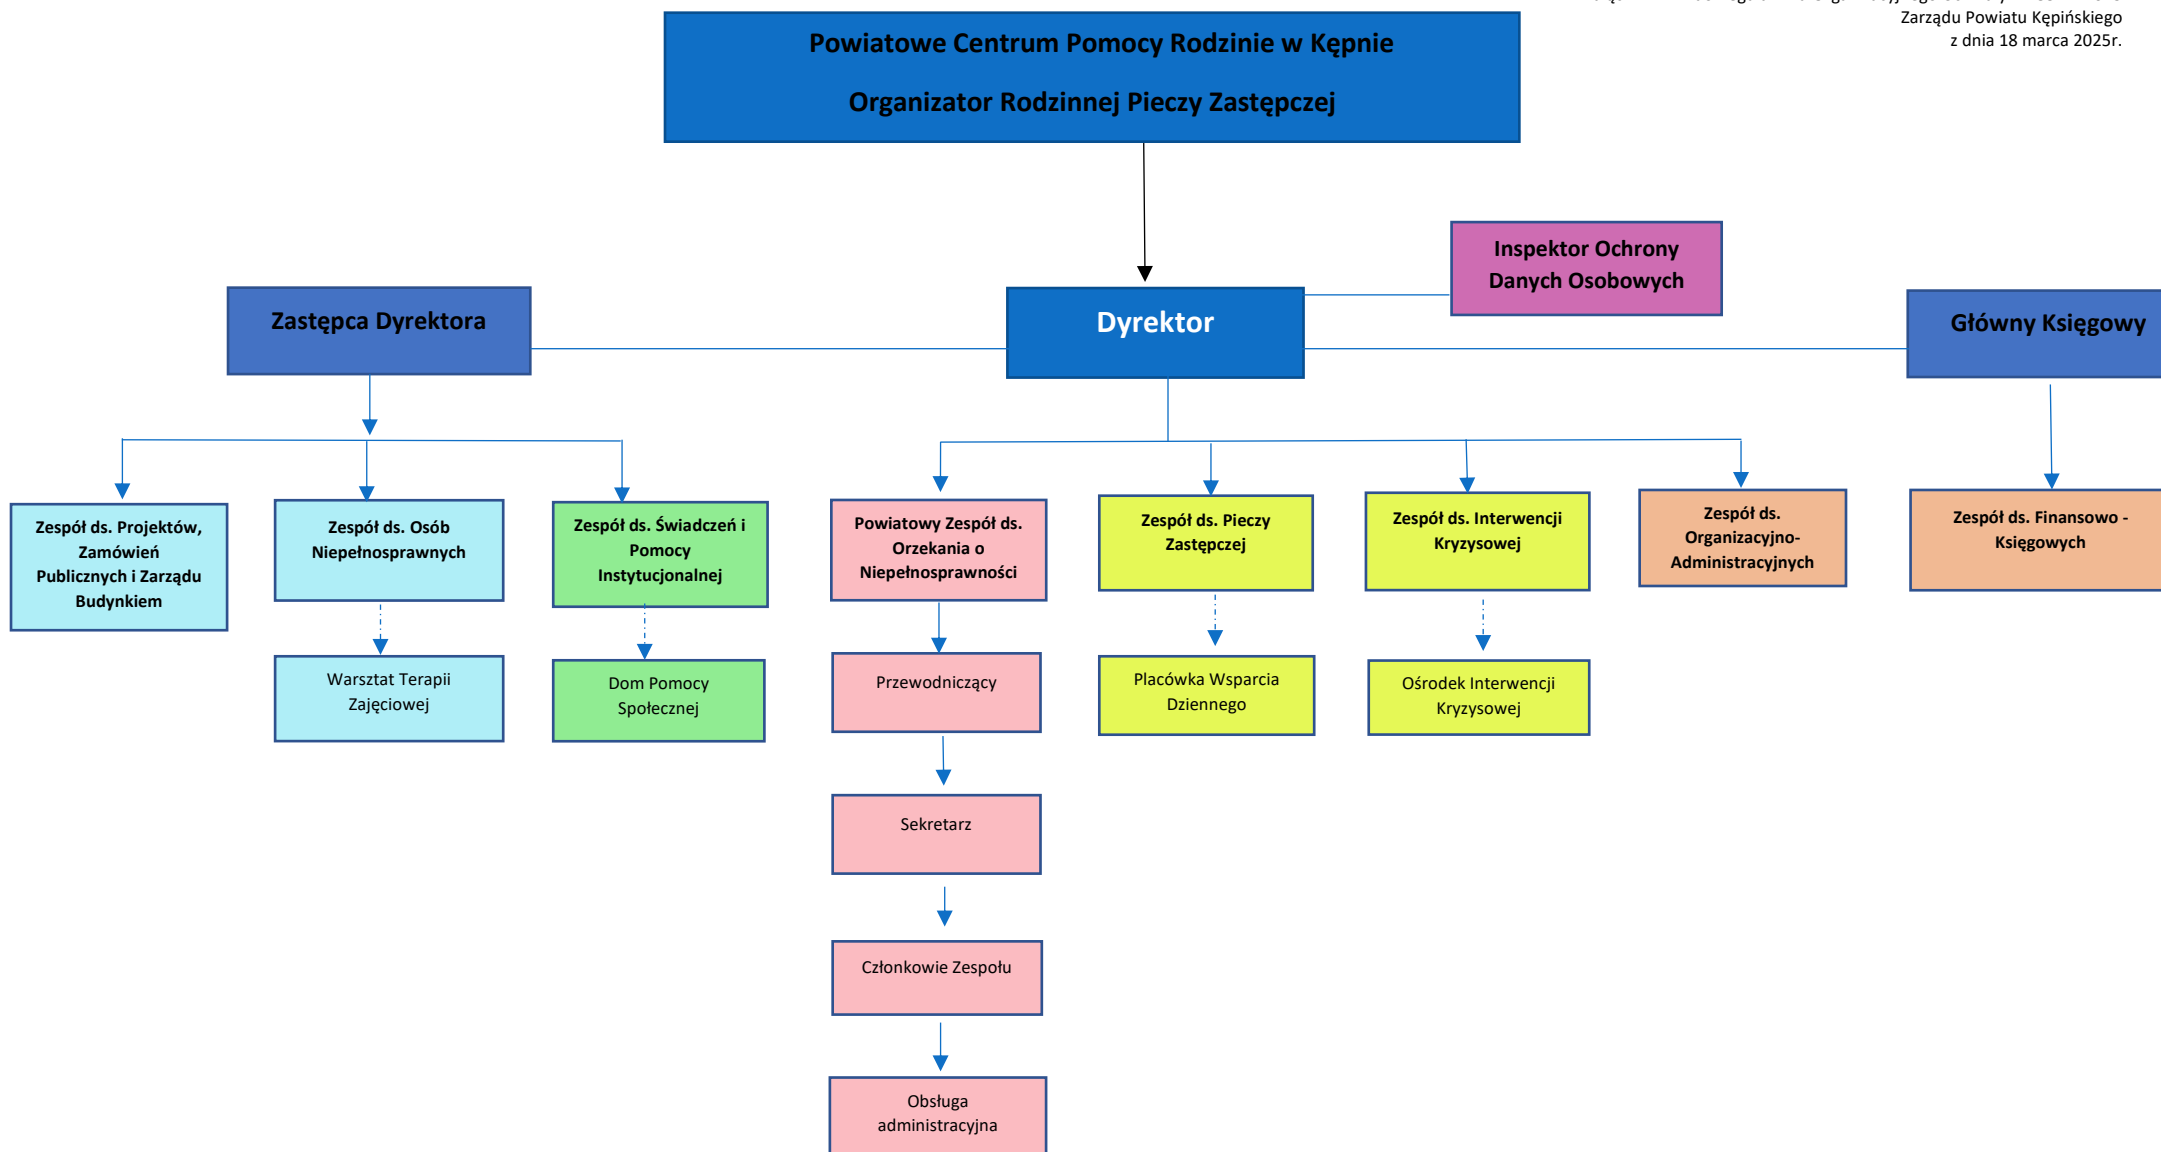 Zarządu Powiatu Kępińskiego
z dnia 18 marca 2025r.
Powiatowe Centrum Pomocy Rodzinie w Kępnie
Organizator Rodzinnej Pieczy Zastępczej
Inspektor Ochrony
Danych Osobowych
Zastępca Dyrektora
Dyrektor
Główny Księgowy
Zespół ds. Projektów,
Zamówień
Publicznych i Zarządu
Budynkiem
Zespół ds. Osób
Niepełnosprawnych
Zespół ds. Świadczeń i
Pomocy
Instytucjonalnej
Powiatowy Zespół ds.
Orzekania o
Niepełnosprawności
Zespół ds. Pieczy
Zastępczej
Zespół ds. Interwencji
Kryzysowej
Zespół ds.
Organizacyjno-
Administracyjnych
Zespół ds. Finansowo -
Księgowych
Warsztat Terapii
Zajęciowej
Dom Pomocy
Społecznej
Przewodniczący
Placówka Wsparcia
Dziennego
Ośrodek Interwencji
Kryzysowej
Sekretarz
Członkowie Zespołu
Obsługa
administracyjna